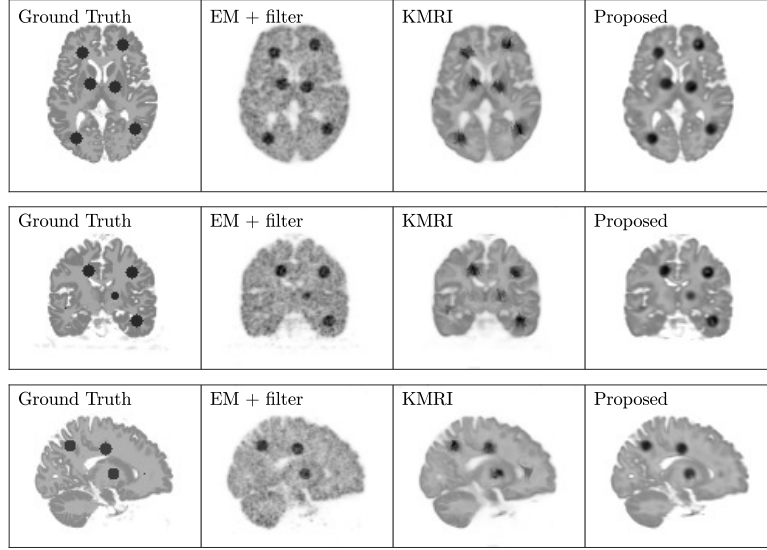 Ground Truth
EM + filter
KMRI
Proposed
Ground Truth
EM + filter
KMRI
Proposed
Ground Truth
EM + filter
KMRI
Proposed